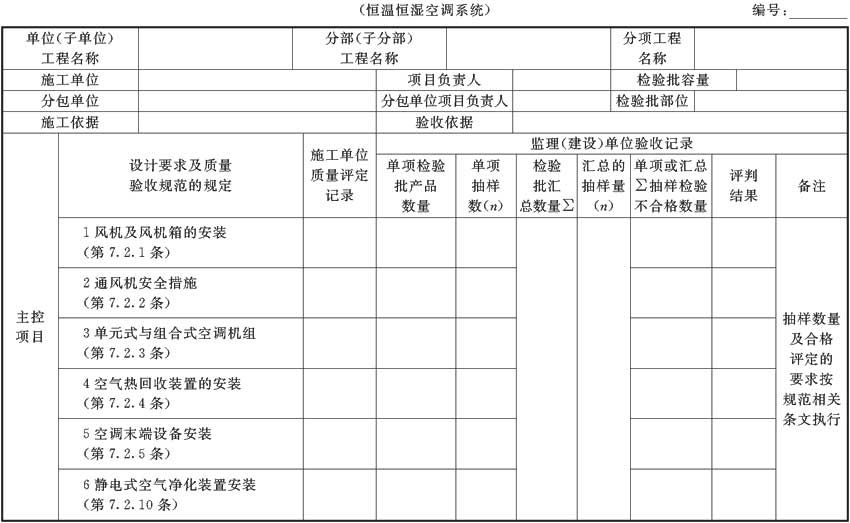 （恒温恒湿空调系统）
编号：
单位（子单位）
工程名称
分部（子分部）
工程名称
分项工程
名称
施工单位
项目负责人
检验批容量
分包单位
分包单位项目负责人
检验批部位
施工依据
验收依据
设计要求及质量
验收规范的规定
施工单位
质量评定
记录
监理（建设）单位验收记录
单项检验
批产品
数量
单项
抽样
数(n)
检验
批汇
总数量∑
汇总的
抽样量
(n)
单项或汇总
∑抽样检验
不合格数量
评判
结果
备注
主控
项目
1 风机及风机箱的安装
（第 7.2.1 条）
2 通风机安全措施
（第 7.2.2 条）
3 单元式与组合式空调机组
（第 7.2.3 条）
4 空气热回收装置的安装
（第 7.2.4 条）
5 空调末端设备安装
（第 7.2.5 条）
6 静电式空气净化装置安装
（第 7.2.10 条）
抽样数量
及合格
评定的
要求按
规范相关
条文执行